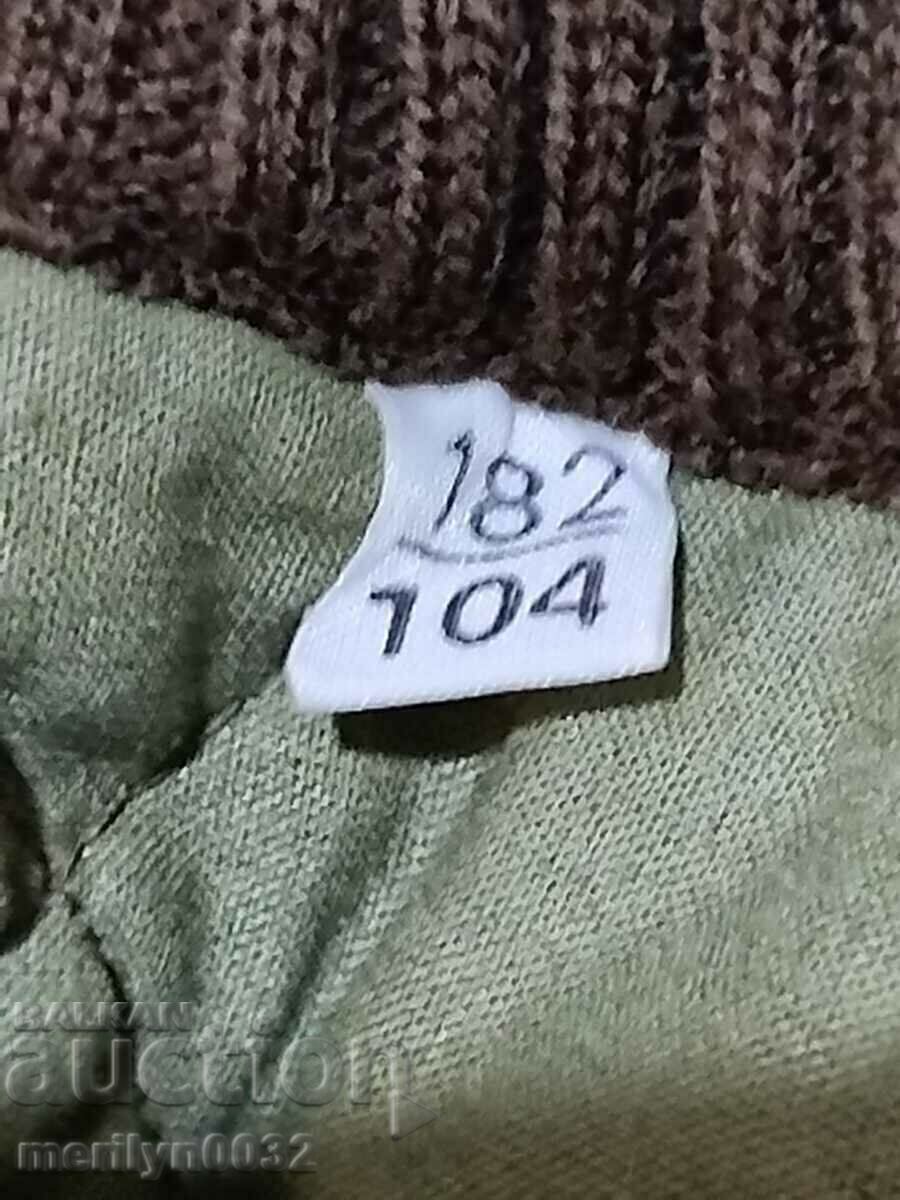 182
104
BALKAN
auction
merilyn0032